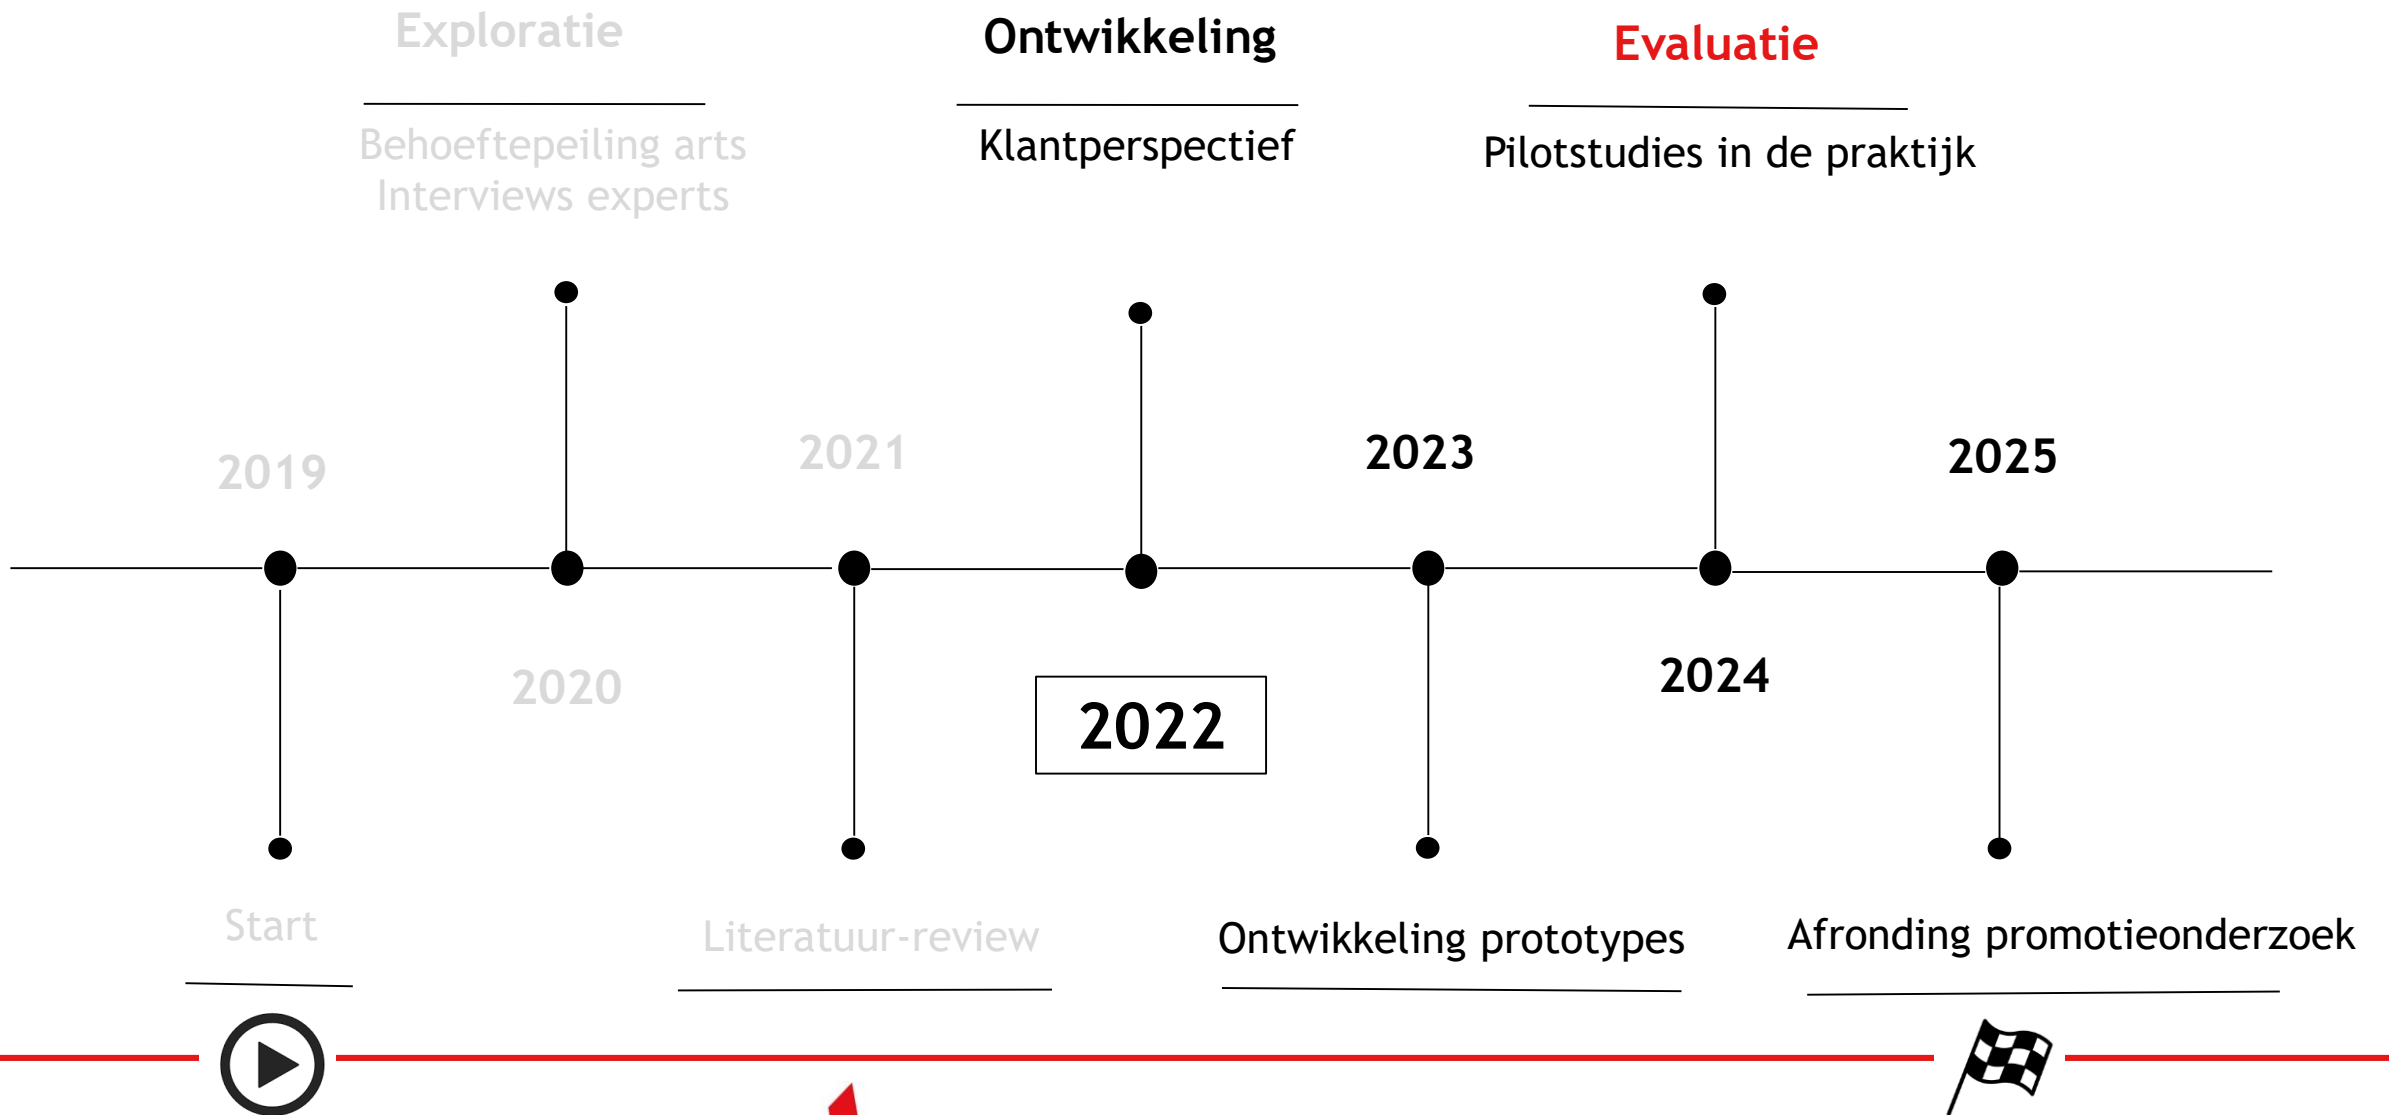 Exploratie
Ontwikkeling
Evaluatie
Behoeftepeiling arts
Interviews experts
Klantperspectief
Pilotstudies in de praktijk
2019
2021
2023
2025
2020
2022
2024
Start
Literatuur-review
Ontwikkeling prototypes
Afronding promotieonderzoek